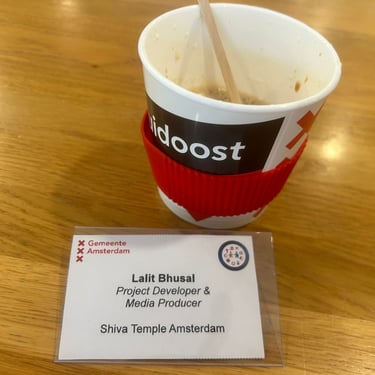 idoost
Gemeente
Amsterdam
Lalit Bhusal
Project Developer &
Media Producer
Shiva Temple Amsterdam